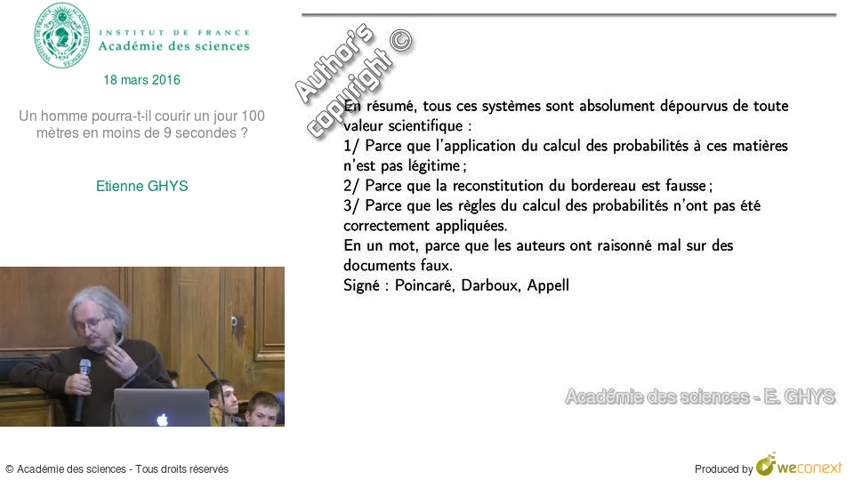 INSTITUT DE FRANCE
Académie des sciences
18 mars 2016
Un homme pourra-t-il courir un jour 100
mètres en moins de 9 secondes ?
Etienne GHYS
Author's
copyright ©
En résumé, tous ces systèmes sont absolument dépourvus de toute
valeur scientifique :
1/ Parce que l'application du calcul des probabilités à ces matières
n'est pas légitime ;
2/ Parce que la reconstitution du bordereau est fausse ;
3/ Parce que les règles du calcul des probabilités n'ont pas été
correctement appliquées.
En un mot, parce que les auteurs ont raisonné mal sur des
documents faux.
Signé : Poincaré, Darboux, Appell
Académie des sciences - E. GHYS
© Académie des sciences - Tous droits réservés
Produced by weconext